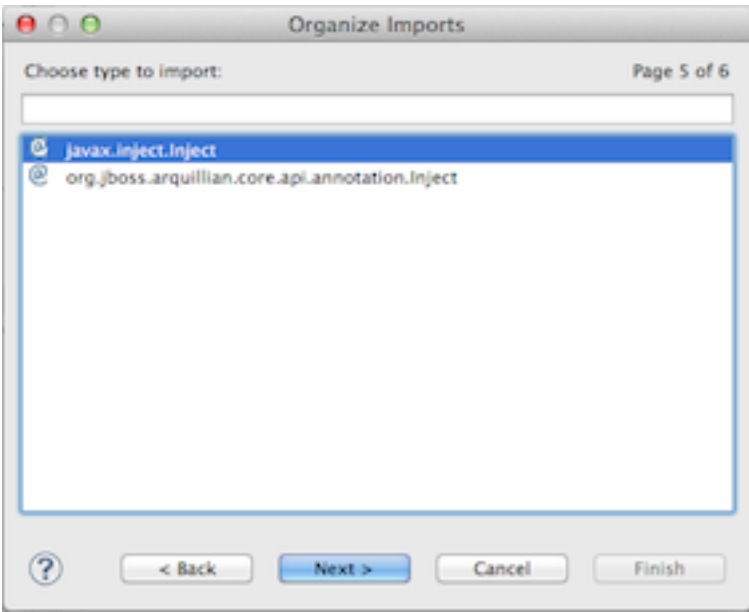 Organize Imports
Choose type to import: Page 5 of 6
@ javax.inject.Inject
@ org.jboss.arquillian.core.api.annotation.Inject
? < Back Next > Cancel Finish